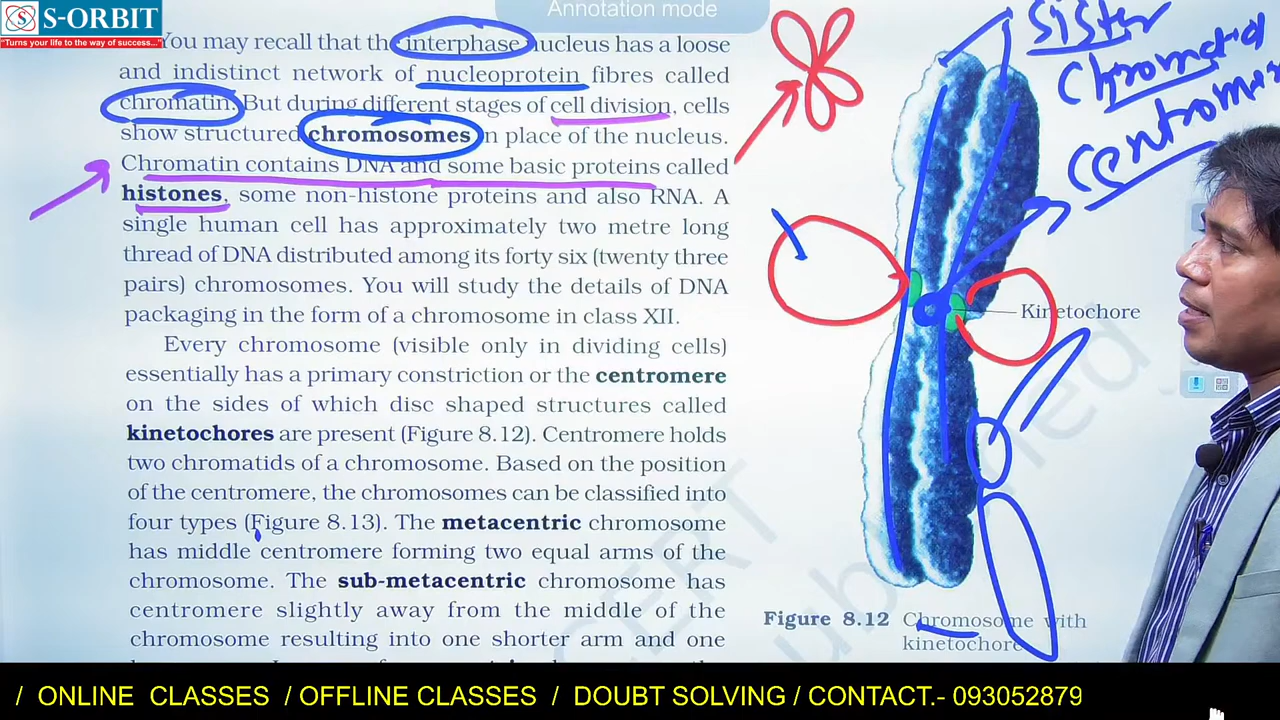 S-ORBIT
"Turns your life to the way of success..."
Annotation mode
You may recall that the interphase nucleus has a loose
and indistinct network of nucleoprotein fibres called
chromatin. But during different stages of cell division, cells
show structured chromosomes in place of the nucleus.
Chromatin contains DNA and some basic proteins called
histones, some non-histone proteins and also RNA. A
single human cell has approximately two metre long
thread of DNA distributed among its forty six (twenty three
pairs) chromosomes. You will study the details of DNA
packaging in the form of a chromosome in class XII.
Every chromosome (visible only in dividing cells)
essentially has a primary constriction or the centromere
on the sides of which disc shaped structures called
kinetochores are present (Figure 8.12). Centromere holds
two chromatids of a chromosome. Based on the position
of the centromere, the chromosomes can be classified into
four types (Figure 8.13). The metacentric chromosome
has middle centromere forming two equal arms of the
chromosome. The sub-metacentric chromosome has
centromere slightly away from the middle of the
chromosome resulting into one shorter arm and one
Sister
Chromatid
Centromer
Kinetochore
Figure 8.12 Chromosome with
kinetochore
/ ONLINE CLASSES / OFFLINE CLASSES / DOUBT SOLVING / CONTACT.- 093052879